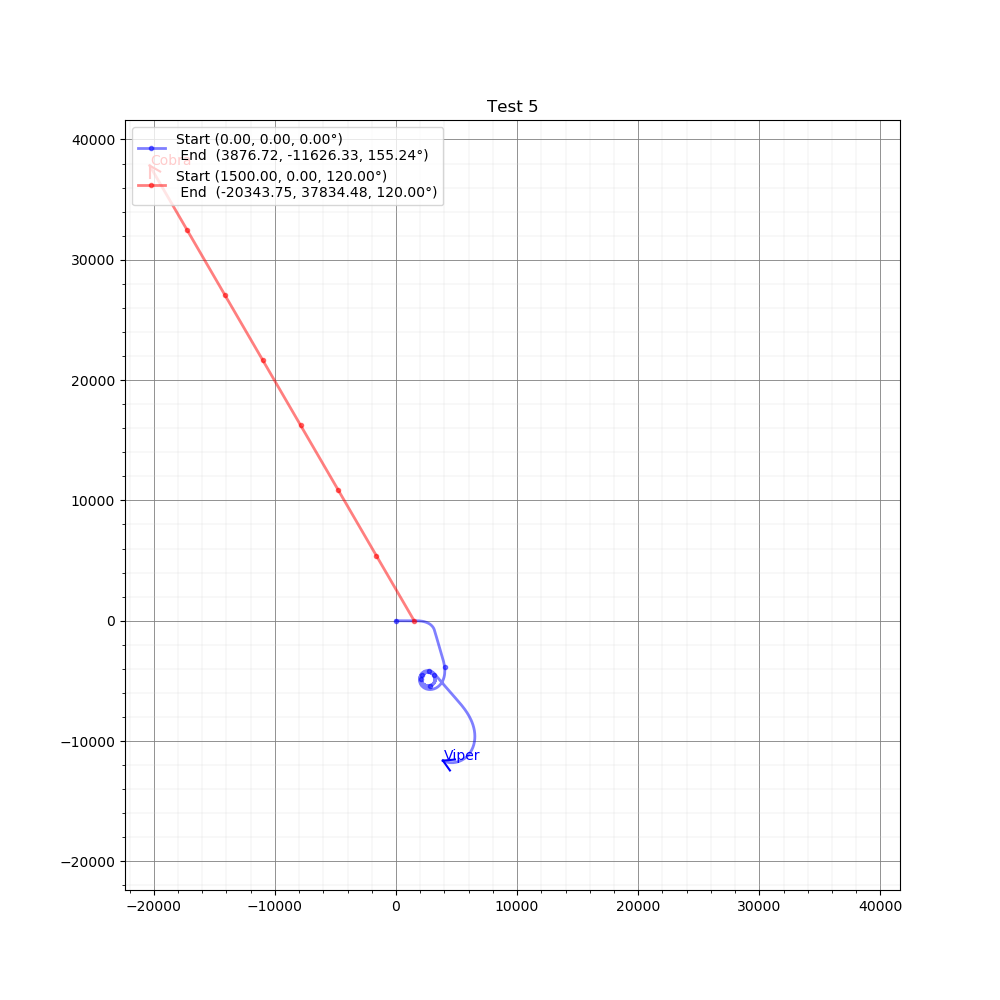 Test 5
40000
30000
20000
10000
0
−10000
−20000
Start (0.00, 0.00, 0.00°)
End (3876.72, -11626.33, 155.24°)
Start (1500.00, 0.00, 120.00°)
End (-20343.75, 37834.48, 120.00°)
Cobra
Viper
−20000 −10000 0 10000 20000 30000 40000